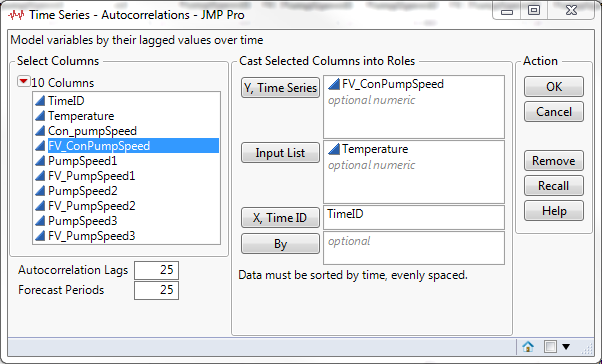 Time Series - Autocorrelations - JMP Pro
Model variables by their lagged values over time
Select Columns
10 Columns
TimeID
Temperature
Con_pumpSpeed
FV_ConPumpSpeed
PumpSpeed1
FV_PumpSpeed1
PumpSpeed2
FV_PumpSpeed2
PumpSpeed3
FV_PumpSpeed3
Autocorrelation Lags 25
Forecast Periods 25
Cast Selected Columns into Roles
Y, Time Series FV_ConPumpSpeed
optional numeric
Input List Temperature
optional numeric
X, Time ID TimeID
By optional
Data must be sorted by time, evenly spaced.
Action
OK
Cancel
Remove
Recall
Help